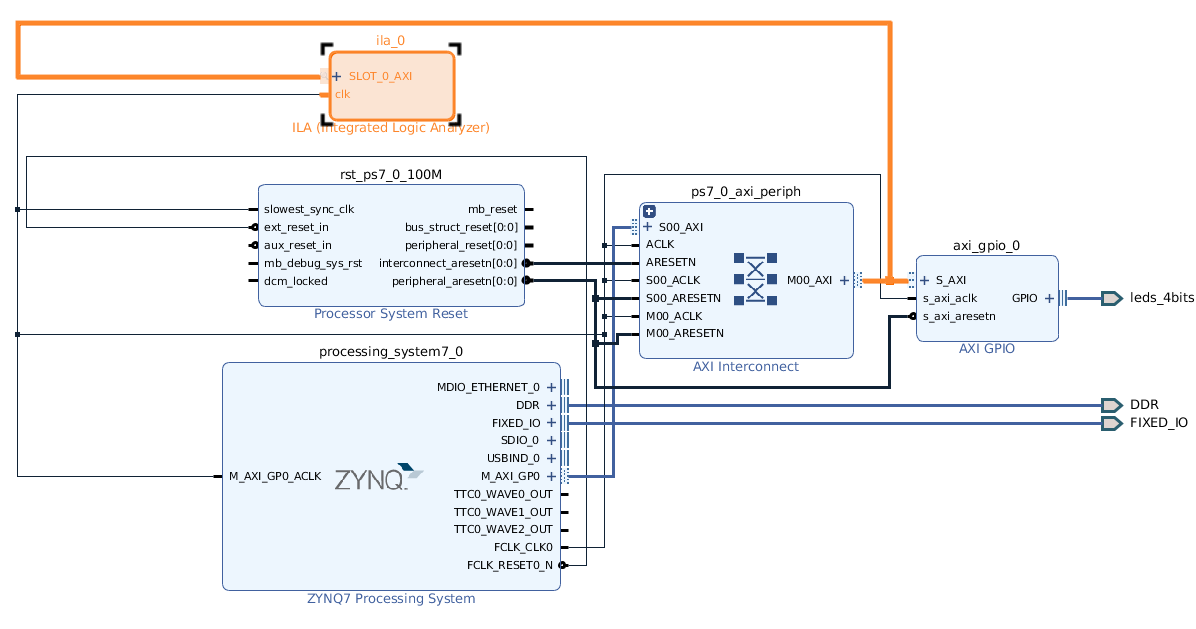 ila_0
SLOT_0_AXI
clk
ILA (Integrated Logic Analyzer)
rst_ps7_0_100M
slowest_sync_clk
ext_reset_in
aux_reset_in
mb_debug_sys_rst
dcm_locked
mb_reset
bus_struct_reset[0:0]
peripheral_reset[0:0]
interconnect_aresetn[0:0]
peripheral_aresetn[0:0]
Processor System Reset
ps7_0_axi_periph
S00_AXI
ACLK
ARESETN
S00_ACLK
S00_ARESETN
M00_ACLK
M00_ARESETN
M00_AXI
AXI Interconnect
axi_gpio_0
S_AXI
s_axi_aclk
s_axi_aresetn
GPIO
AXI GPIO
leds_4bits
processing_system7_0
M_AXI_GP0_ACLK
ZYNQ
MDIO_ETHERNET_0
DDR
FIXED_IO
SDIO_0
USBIND_0
M_AXI_GP0
TTC0_WAVE0_OUT
TTC0_WAVE1_OUT
TTC0_WAVE2_OUT
FCLK_CLK0
FCLK_RESET0_N
ZYNQ7 Processing System
DDR
FIXED_IO